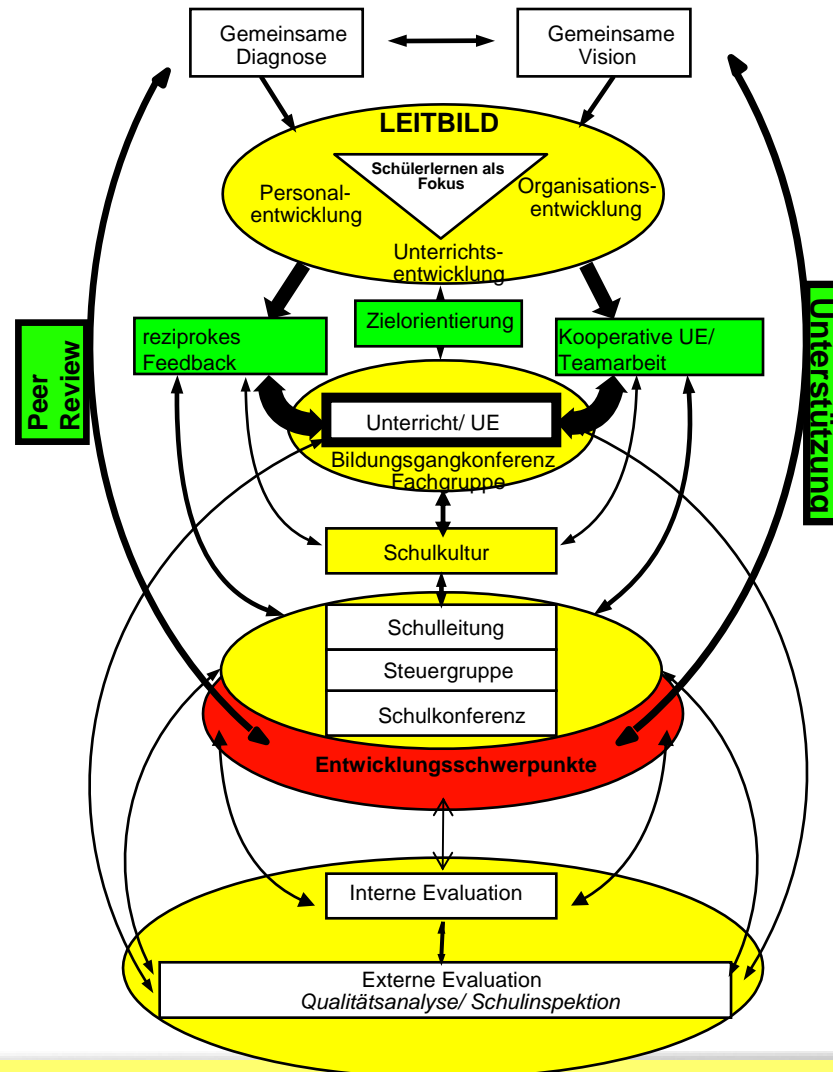 Gemeinsame
Diagnose
Gemeinsame
Vision
LEITBILD
Schülerlernen als
Fokus
Personal-
entwicklung
Organisations-
entwicklung
Unterrichts-
entwicklung
Peer
Review
reziprokes
Feedback
Zielorientierung
Kooperative UE/
Teamarbeit
Unterstützung
Unterricht/ UE
Bildungsgangkonferenz
Fachgruppe
Schulkultur
Schulleitung
Steuergruppe
Schulkonferenz
Entwicklungsschwerpunkte
Interne Evaluation
Externe Evaluation
Qualitätsanalyse/ Schulinspektion